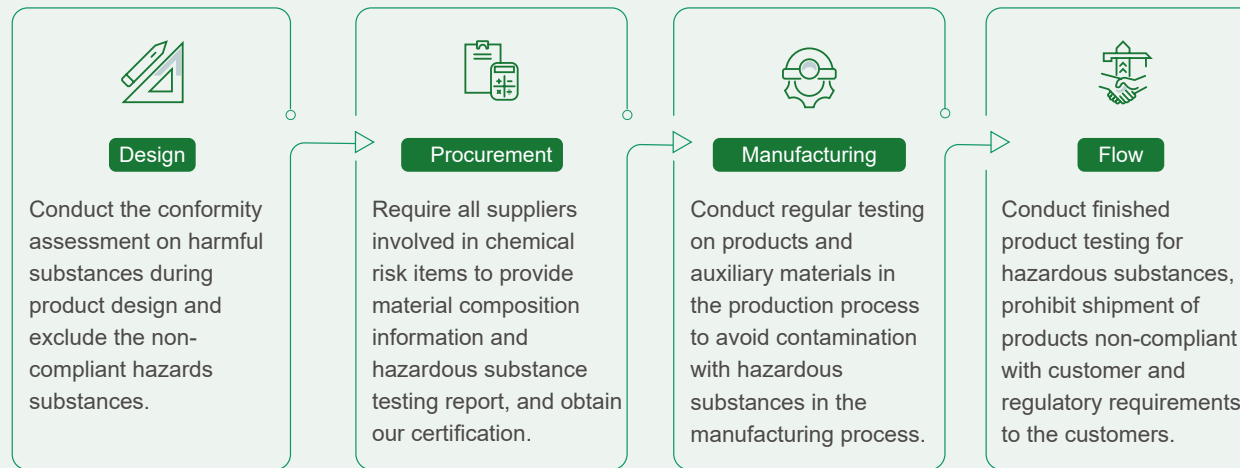 Design
Conduct the conformity
assessment on harmful
substances during
product design and
exclude the non-
compliant hazards
substances.
Procurement
Require all suppliers
involved in chemical
risk items to provide
material composition
information and
hazardous substance
testing report, and obtain
our certification.
Manufacturing
Conduct regular testing
on products and
auxiliary materials in
the production process
to avoid contamination
with hazardous
substances in the
manufacturing process.
Flow
Conduct finished
product testing for
hazardous substances,
prohibit shipment of
products non-compliant
with customer and
regulatory requirements
to the customers.